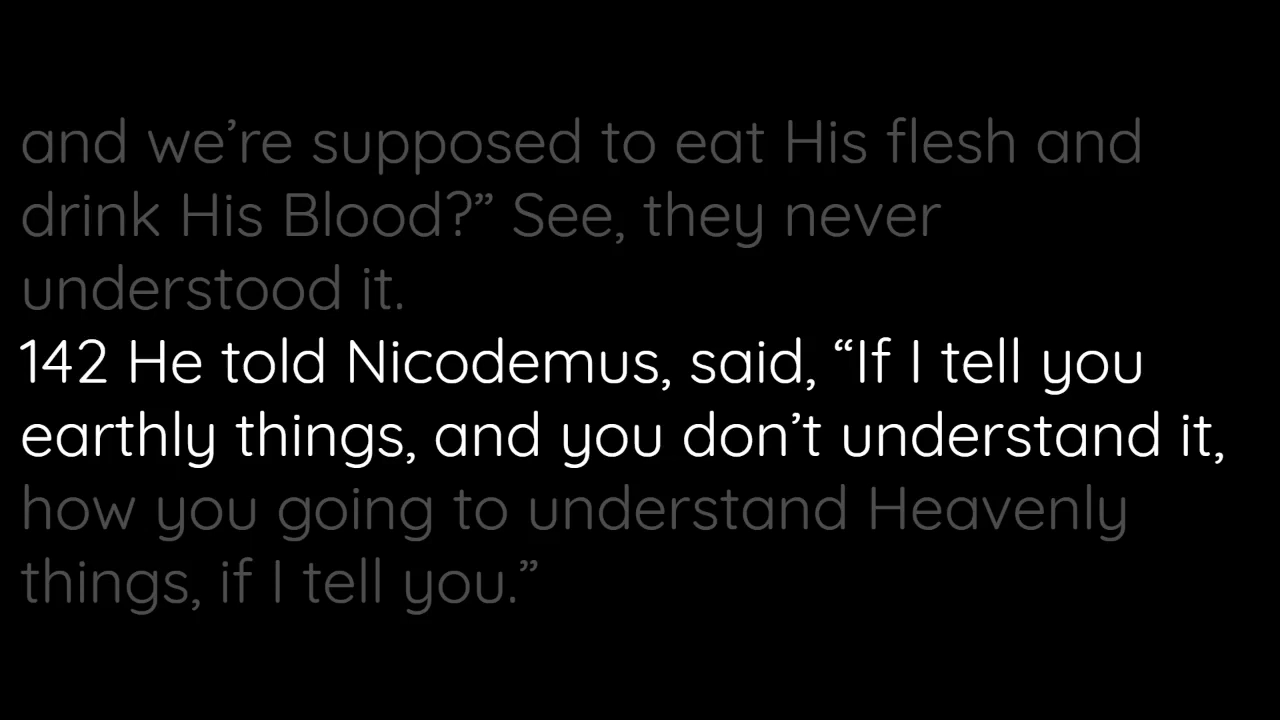 and we’re supposed to eat His flesh and
drink His Blood?” See, they never
understood it.
142 He told Nicodemus, said, “If I tell you
earthly things, and you don’t understand it,
how you going to understand Heavenly
things, if I tell you.”